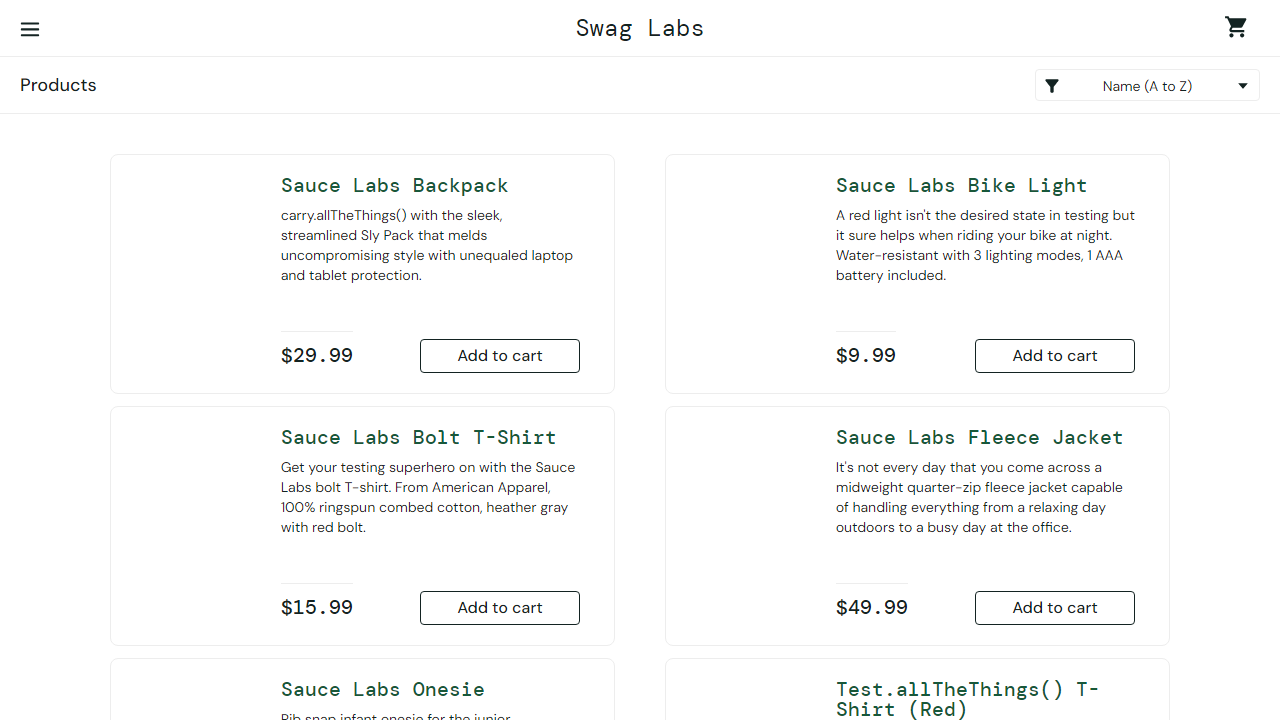 Swag Labs
Products
Name (A to Z)
Sauce Labs Backpack
carry.allTheThings() with the sleek,
streamlined Sly Pack that melds
uncompromising style with unequaled laptop
and tablet protection.
$29.99
Add to cart
Sauce Labs Bike Light
A red light isn't the desired state in testing but
it sure helps when riding your bike at night.
Water-resistant with 3 lighting modes, 1 AAA
battery included.
$9.99
Add to cart
Sauce Labs Bolt T-Shirt
Get your testing superhero on with the Sauce
Labs bolt T-shirt. From American Apparel,
100% ringspun combed cotton, heather gray
with red bolt.
$15.99
Add to cart
Sauce Labs Fleece Jacket
It's not every day that you come across a
midweight quarter-zip fleece jacket capable
of handling everything from a relaxing day
outdoors to a busy day at the office.
$49.99
Add to cart
Sauce Labs Onesie
Rib snap infant onesie for the junior
Test.allTheThings() T-
Shirt (Red)